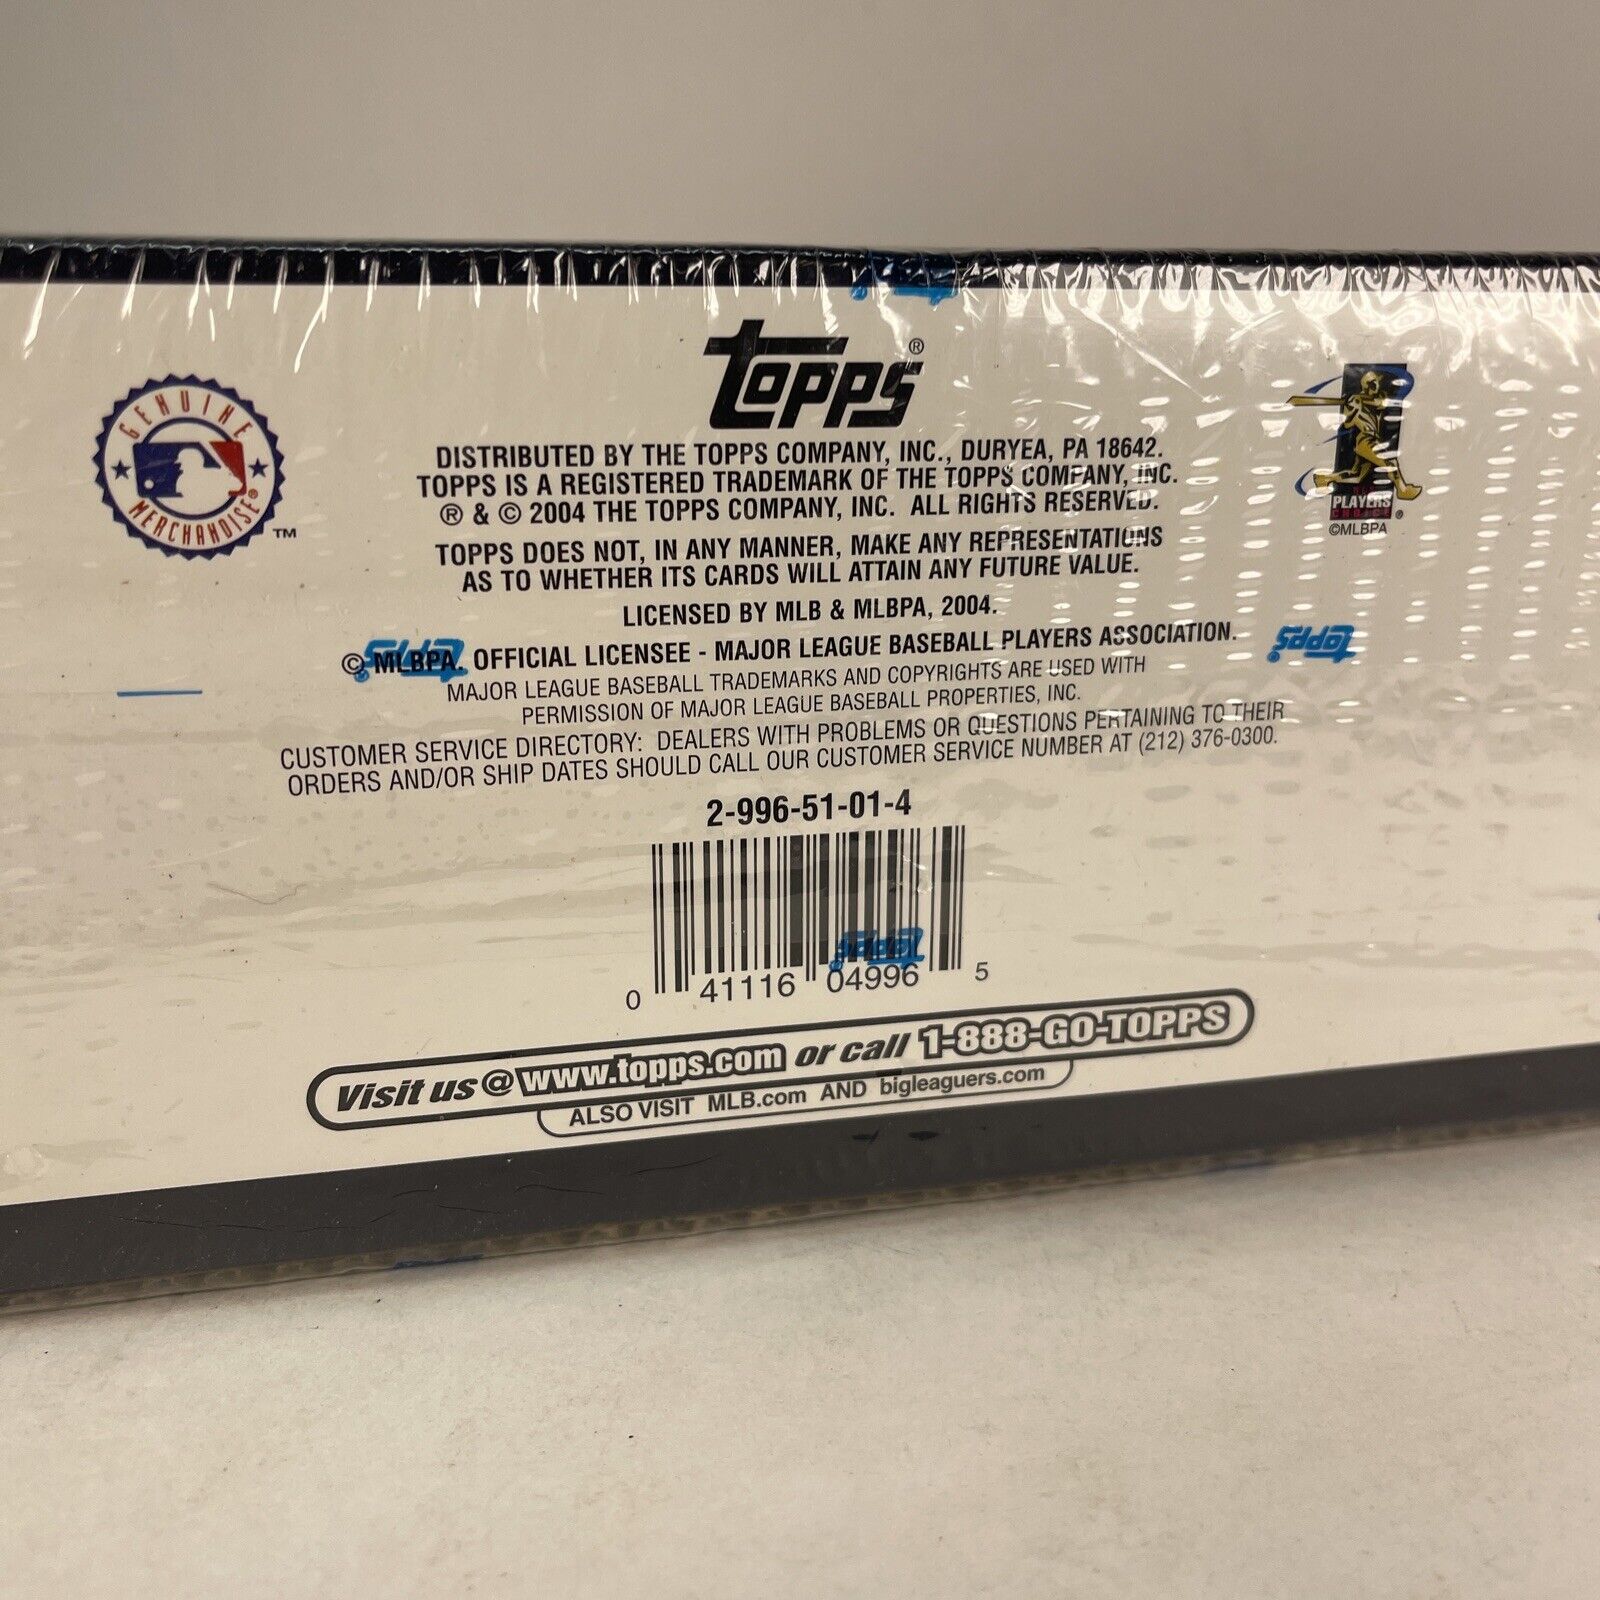 GENUINE
MERCHANDISE®
TM
Topps®
DISTRIBUTED BY THE TOPPS COMPANY, INC., DURYEA, PA 18642.
TOPPS IS A REGISTERED TRADEMARK OF THE TOPPS COMPANY, INC.
® & © 2004 THE TOPPS COMPANY, INC. ALL RIGHTS RESERVED.
TOPPS DOES NOT, IN ANY MANNER, MAKE ANY REPRESENTATIONS
AS TO WHETHER ITS CARDS WILL ATTAIN ANY FUTURE VALUE.
LICENSED BY MLB & MLBPA, 2004.
© MLBPA. OFFICIAL LICENSEE - MAJOR LEAGUE BASEBALL PLAYERS ASSOCIATION.
MAJOR LEAGUE BASEBALL TRADEMARKS AND COPYRIGHTS ARE USED WITH
PERMISSION OF MAJOR LEAGUE BASEBALL PROPERTIES, INC.
CUSTOMER SERVICE DIRECTORY: DEALERS WITH PROBLEMS OR QUESTIONS PERTAINING TO THEIR
ORDERS AND/OR SHIP DATES SHOULD CALL OUR CUSTOMER SERVICE NUMBER AT (212) 376-0300.
PLAYERS
CHOICE®
©MLBPA
Topps®
Topps®
2-996-51-01-4
Topps®
0 41116 04996 5
Visit us @ www.topps.com or call 1-888-GO-TOPPS
ALSO VISIT MLB.com AND bigleaguers.com